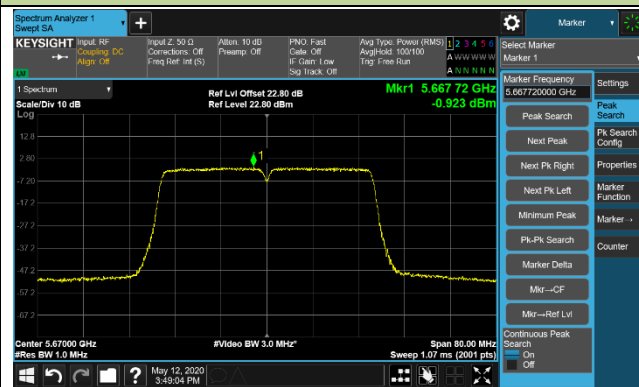 Spectrum Analyzer 1
Swept SA
Marker
KEYSIGHT
Input: RF
Coupling: DC
Align: Off
Input Z: 50 Ω
Corrections: Off
Freq Ref: Int (S)
Atten: 10 dB
Preamp: Off
PNO: Fast
Gate: Off
IF Gain: Low
Sig Track: Off
Avg Type: Power (RMS)
Avg|Hold: 100/100
Trig: Free Run
1 2 3 4 5 6
A W W W W W
A N N N N N
LXI
Select Marker
Marker 1
1 Spectrum
Scale/Div 10 dB
Log
Ref Lvl Offset 22.80 dB
Ref Level 22.80 dBm
Mkr1 5.667 72 GHz
-0.923 dBm
12.8
2.80
-7.20
-17.2
-27.2
-37.2
-47.2
-57.2
-67.2
1
Center 5.67000 GHz
#Res BW 1.0 MHz
#Video BW 3.0 MHz*
Span 80.00 MHz
Sweep 1.07 ms (2001 pts)
Marker Frequency
5.667720000 GHz
Peak Search
Next Peak
Next Pk Right
Next Pk Left
Minimum Peak
Pk-Pk Search
Marker Delta
Mkr→CF
Mkr→Ref Lvl
Continuous Peak
Search
On
Off
Settings
Peak
Search
Pk Search
Config
Properties
Marker
Function
Marker→
Counter
May 12, 2020
3:49:04 PM